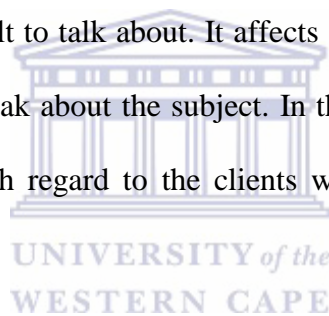 lt to talk about. It affects
eak about the subject. In th
h regard to the clients w
UNIVERSITY of the
WESTERN CAPE